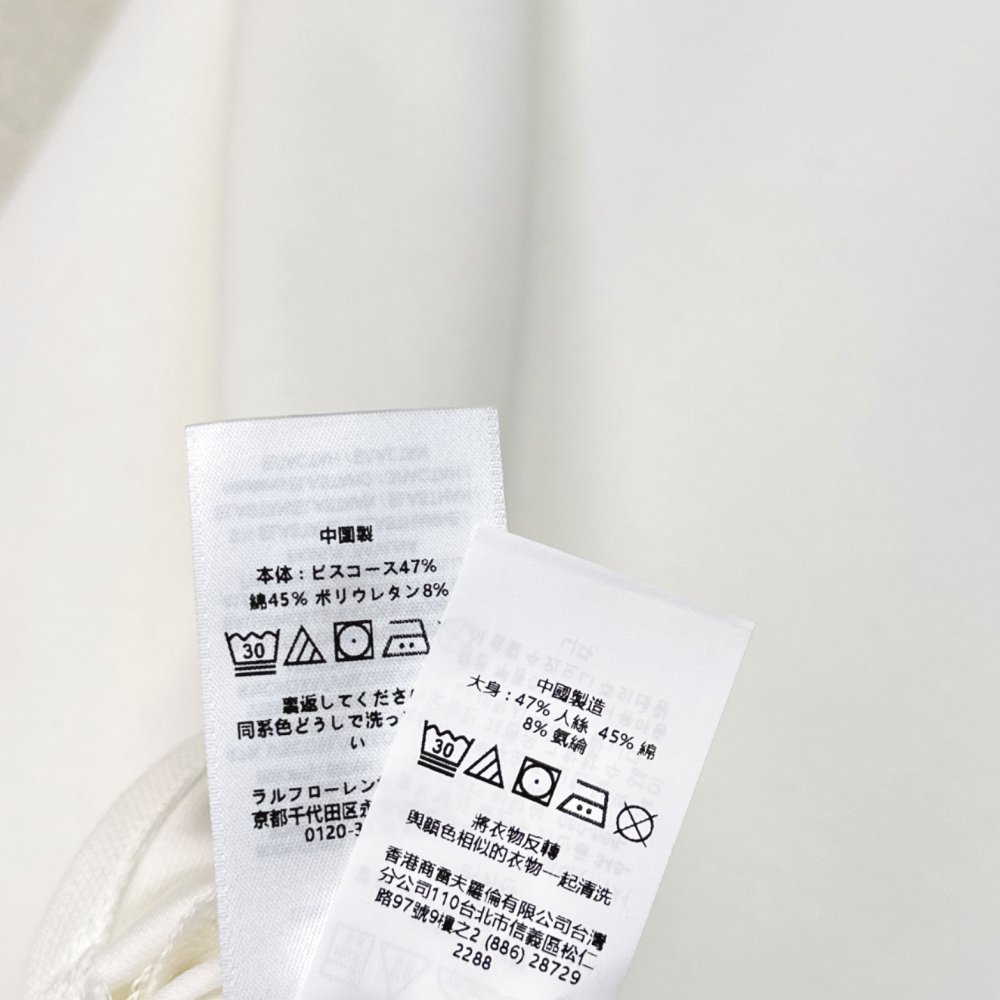 中国製
本体：ビスコース47%
綿45% ポリウレタン8%
30
裏返してくださ
同系色どうしで洗っ
い
ラルフローレン
京都千代田区永
0120-3
中國製造
大身：47% 人絲 45% 綿
8% 氨綸
30
將衣物反轉
與顏色相似的衣物一起清洗
香港商雷夫羅倫有限公司台灣
分公司110台北市信義區松仁
路97號9樓之2 (886) 28729
2288